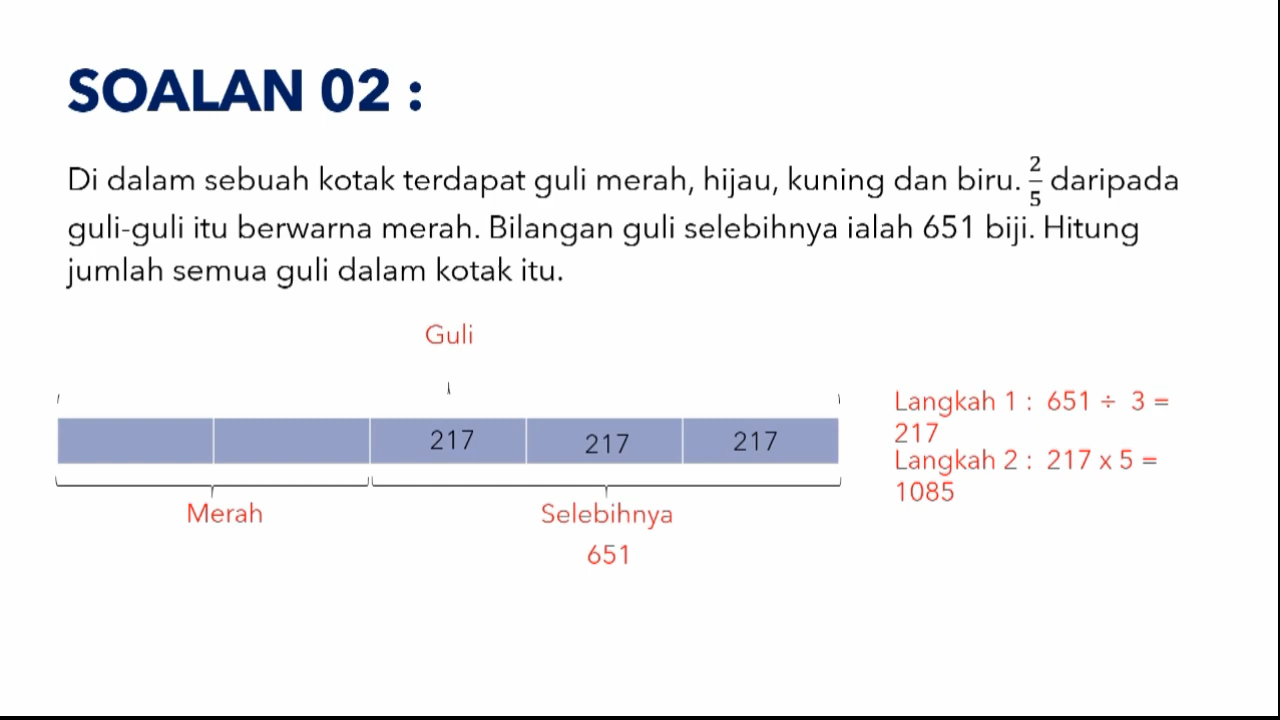 SOALAN 02 :
Di dalam sebuah kotak terdapat guli merah, hijau, kuning dan biru. 2/5 daripada
guli-guli itu berwarna merah. Bilangan guli selebihnya ialah 651 biji. Hitung
jumlah semua guli dalam kotak itu.
Guli
217 217 217
Merah Selebihnya
651
Langkah 1 : 651 ÷ 3 =
217
Langkah 2 : 217 x 5 =
1085